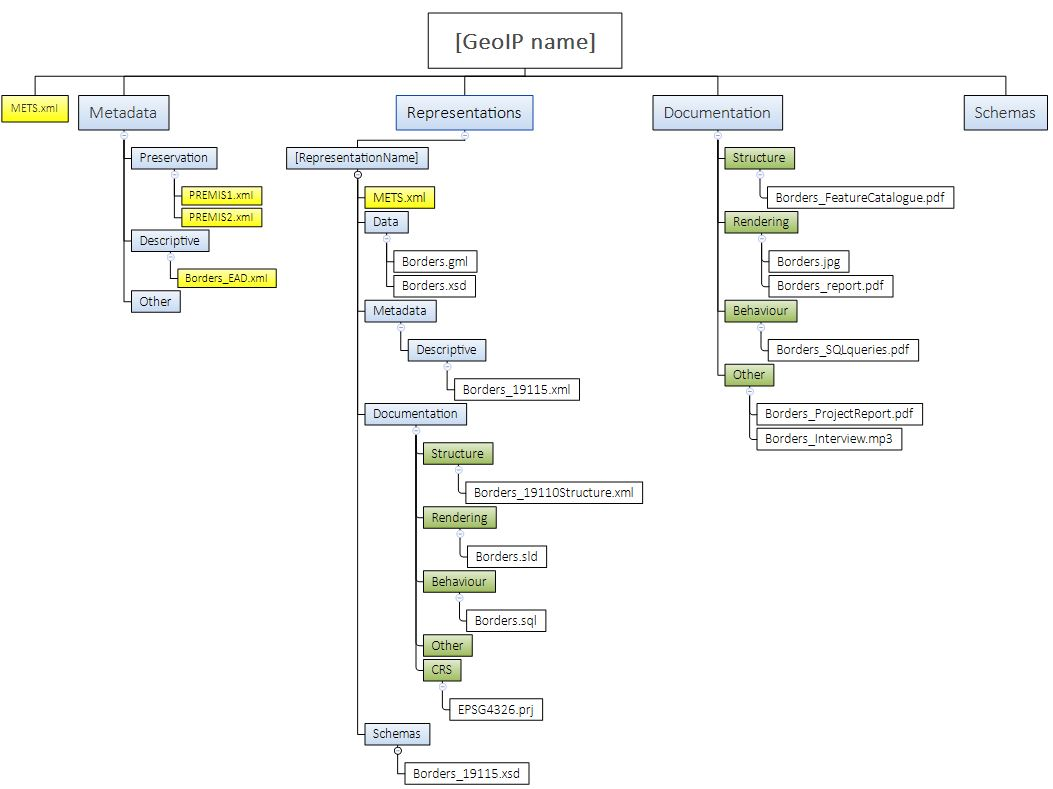 [GeoIP name]
METS.xml
Metadata
Representations
Documentation
Schemas
Preservation
PREMIS1.xml
PREMIS2.xml
Descriptive
Borders_EAD.xml
Other
[RepresentationName]
METS.xml
Data
Borders.gml
Borders.xsd
Metadata
Descriptive
Borders_19115.xml
Documentation
Structure
Borders_19110Structure.xml
Rendering
Borders.sld
Behaviour
Borders.sql
Other
CRS
EPSG4326.prj
Schemas
Borders_19115.xsd
Structure
Borders_FeatureCatalogue.pdf
Rendering
Borders.jpg
Borders_report.pdf
Behaviour
Borders_SQLqueries.pdf
Other
Borders_ProjectReport.pdf
Borders_Interview.mp3